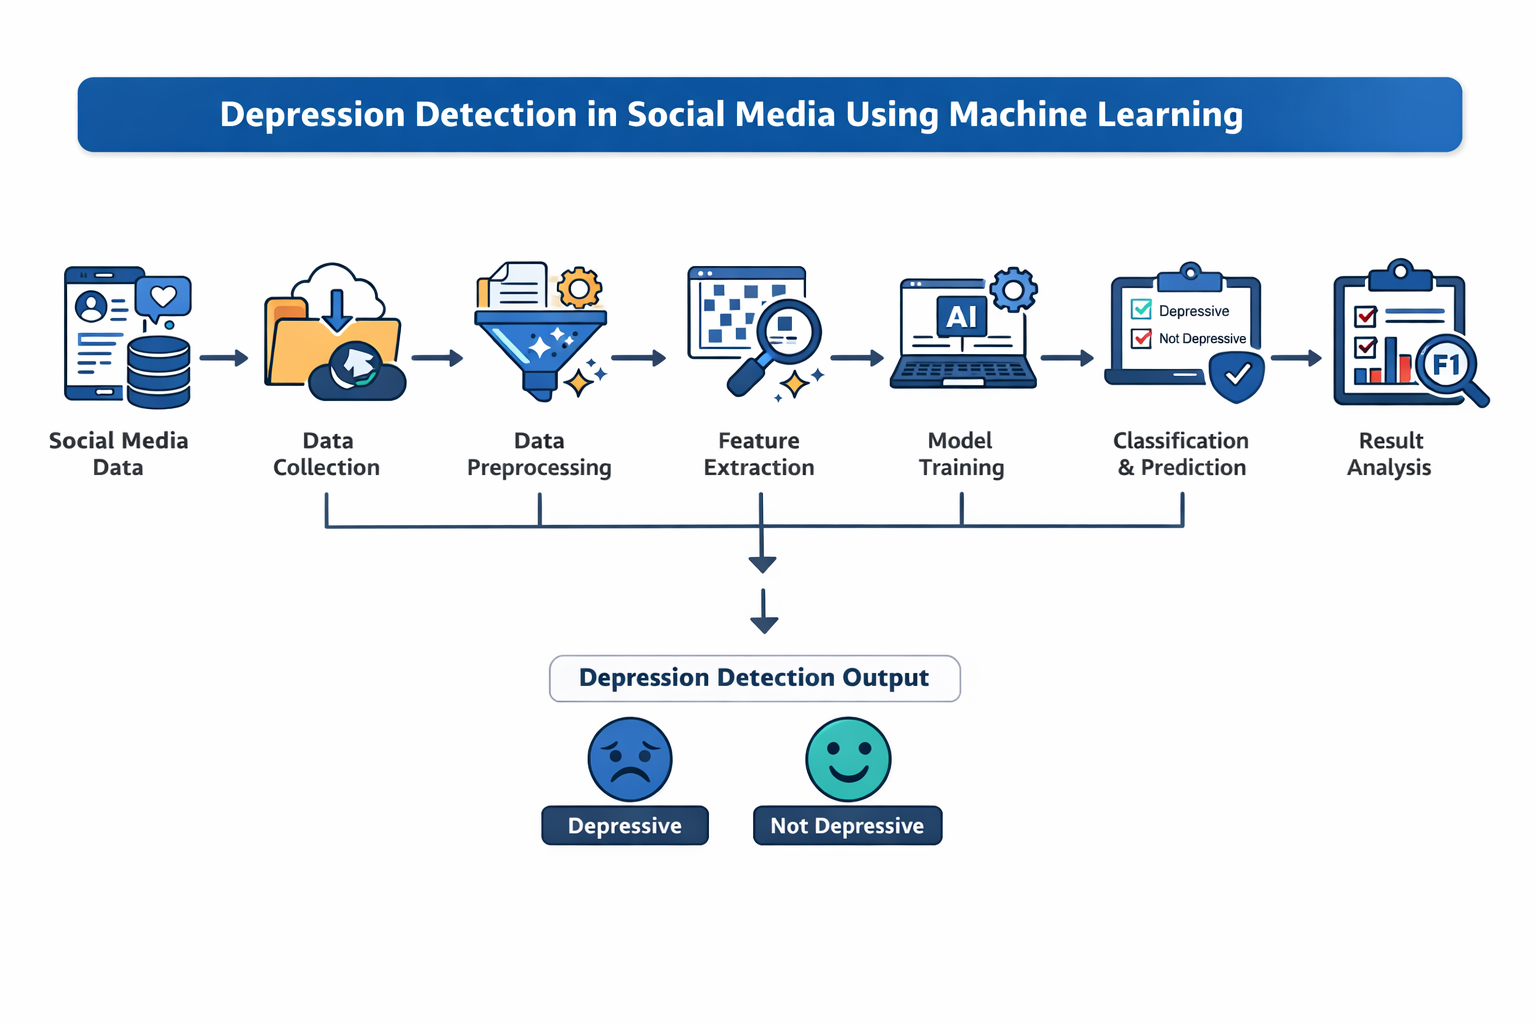 Depression Detection in Social Media Using Machine Learning
AI
Depressive
Not Depressive
F1
Social Media
Data
Data
Collection
Data
Preprocessing
Feature
Extraction
Model
Training
Classification
& Prediction
Result
Analysis
Depression Detection Output
Depressive
Not Depressive